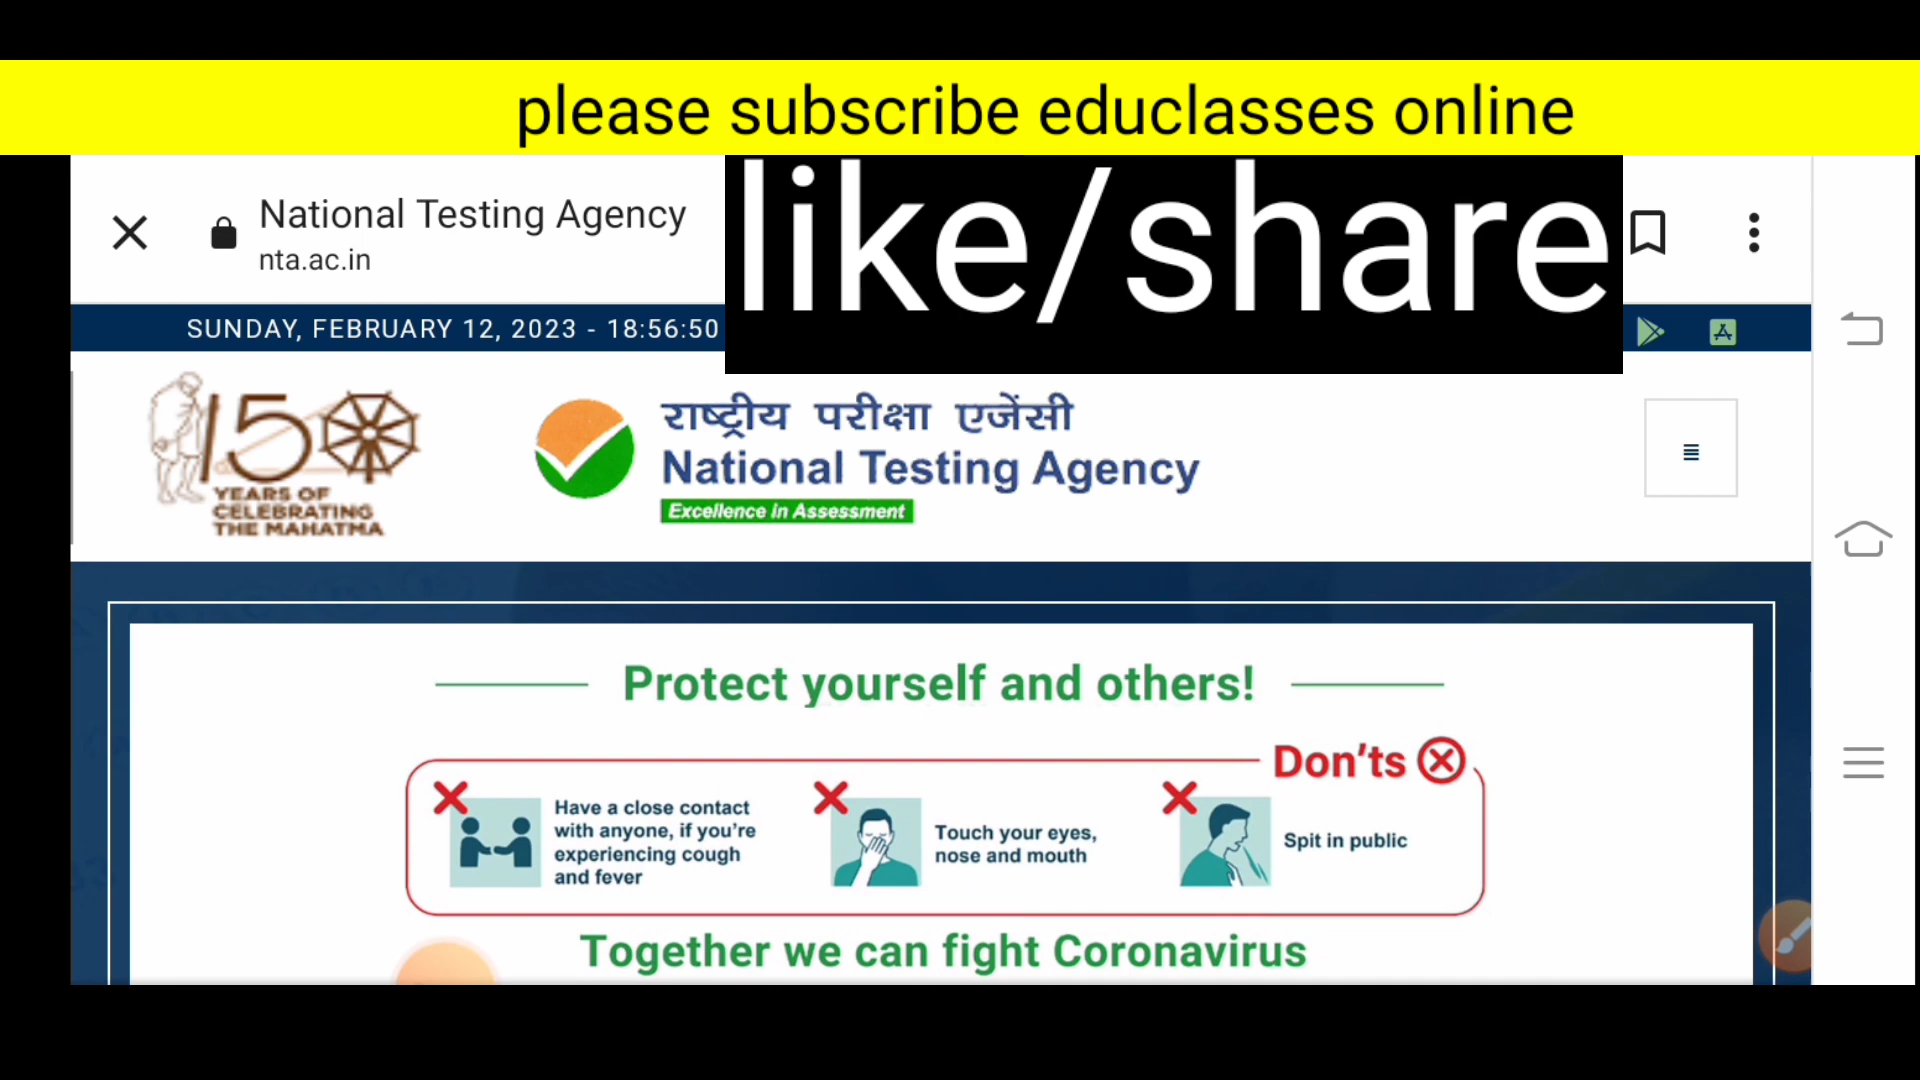 please subscribe educlasses online
like/share
National Testing Agency
nta.ac.in
SUNDAY, FEBRUARY 12, 2023 - 18:56:50
150
YEARS OF
CELEBRATING
THE MAHATMA
राष्ट्रीय परीक्षा एजेंसी
National Testing Agency
Excellence in Assessment
Protect yourself and others!
Don'ts
Have a close contact
with anyone, if you're
experiencing cough
and fever
Touch your eyes,
nose and mouth
Spit in public
Together we can fight Coronavirus